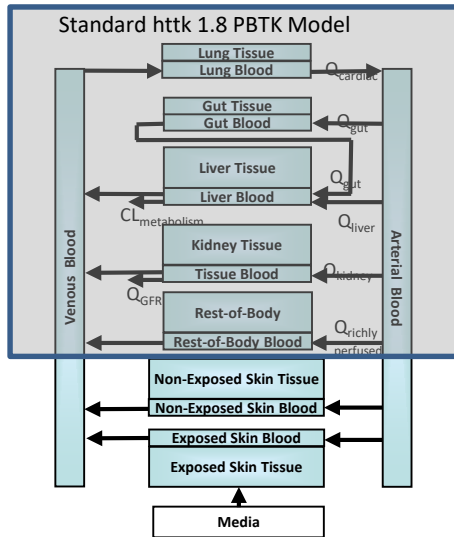 Standard httk 1.8 PBTK Model
Lung Tissue
Lung Blood
Qcardiac
Gut Tissue
Gut Blood
Qgut
Liver Tissue
Qgut
Liver Blood
CLmetabolism
Qliver
Kidney Tissue
Tissue Blood
Qkidney
QGFR
Rest-of-Body
Qrichly
Rest-of-Body Blood
perfused
Venous Blood
Arterial Blood
Non-Exposed Skin Tissue
Non-Exposed Skin Blood
Exposed Skin Blood
Exposed Skin Tissue
Media